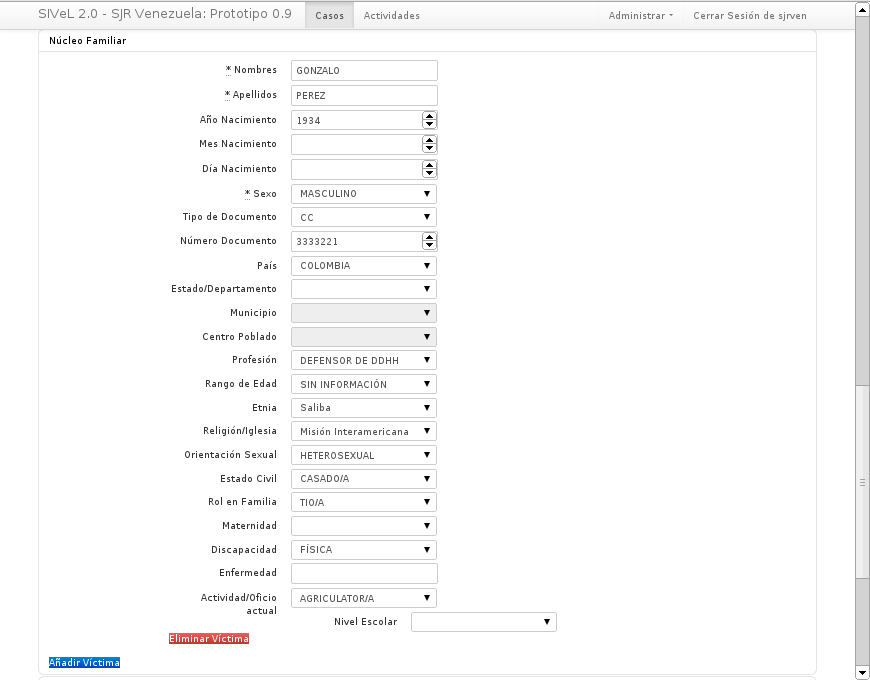 SIVeL 2.0 - SJR Venezuela: Prototipo 0.9 Casos Actividades Administrar Cerrar Sesión de sjrven
Núcleo Familiar
* Nombres GONZALO
* Apellidos PEREZ
Año Nacimiento 1934
Mes Nacimiento
Día Nacimiento
* Sexo MASCULINO
Tipo de Documento CC
Número Documento 3333221
País COLOMBIA
Estado/Departamento
Municipio
Centro Poblado
Profesión DEFENSOR DE DDHH
Rango de Edad SIN INFORMACIÓN
Etnia Saliba
Religión/Iglesia Misión Interamericana
Orientación Sexual HETEROSEXUAL
Estado Civil CASADO/A
Rol en Familia TIO/A
Maternidad
Discapacidad FÍSICA
Enfermedad
Actividad/Oficio AGRICULATOR/A
actual
Nivel Escolar
Eliminar Víctima
Añadir Víctima